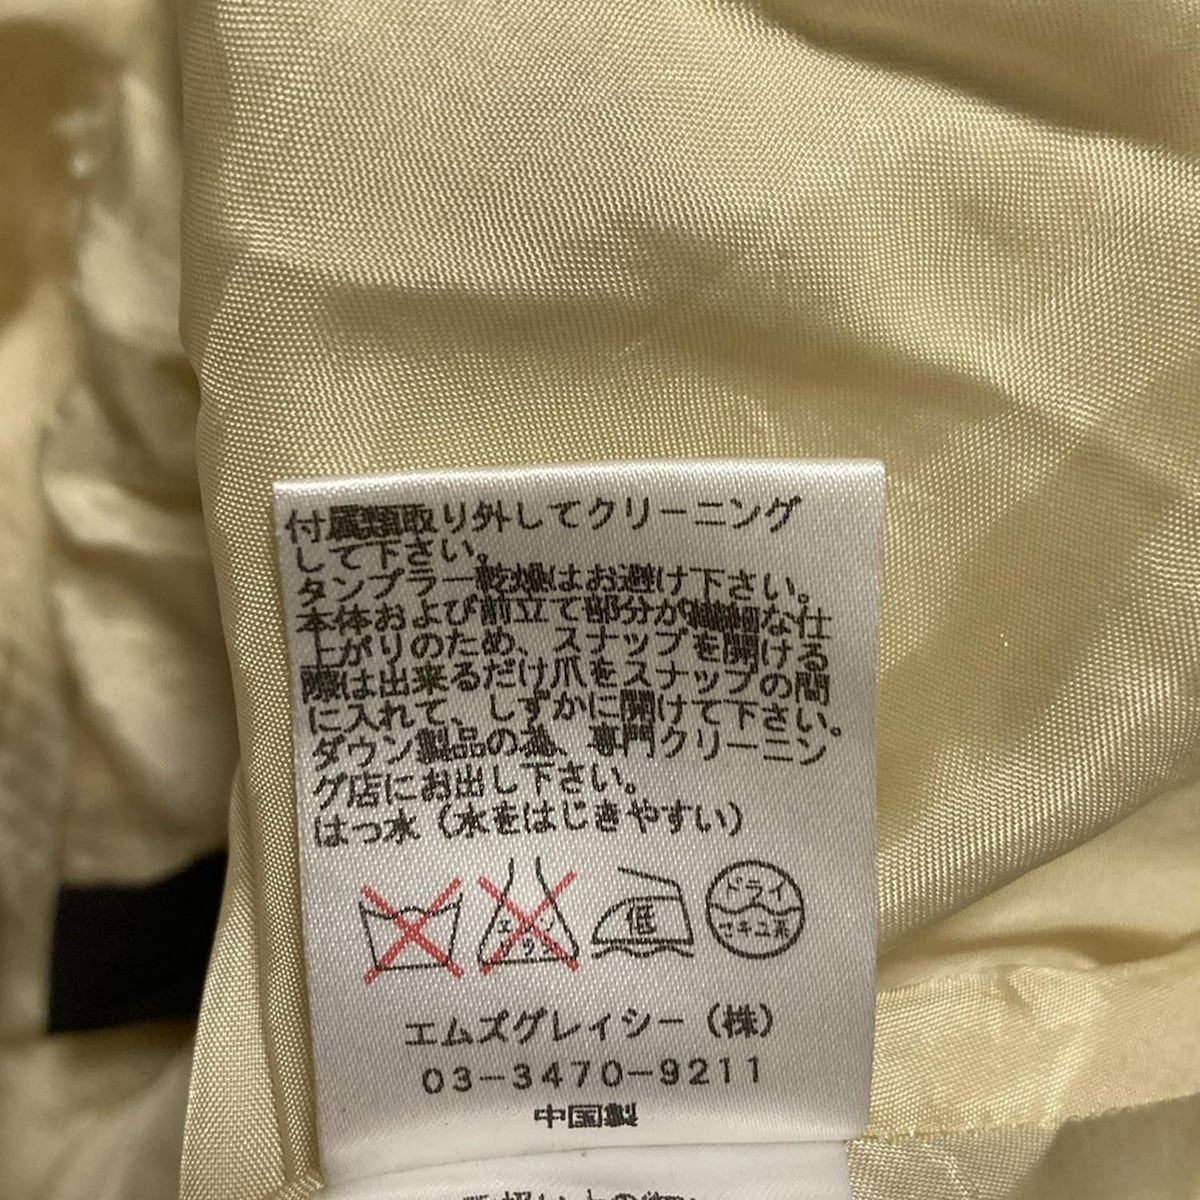 付属類取り外してクリーニング
して下さい。
タンブラー乾燥はお避け下さい。
本体および前立て部分が繊細な仕
上がりのため、スナップを開ける
際は出来るだけ爪をスナップの間
に入れて、しずかに開けて下さい。
ダウン製品の為、専門クリーニン
グ店にお出し下さい。
はっ水（水をはじきやすい）
エンソ
サラシ
低
ドライ
セキユ系
エムズグレイシー（株）
03-3470-9211
中国製